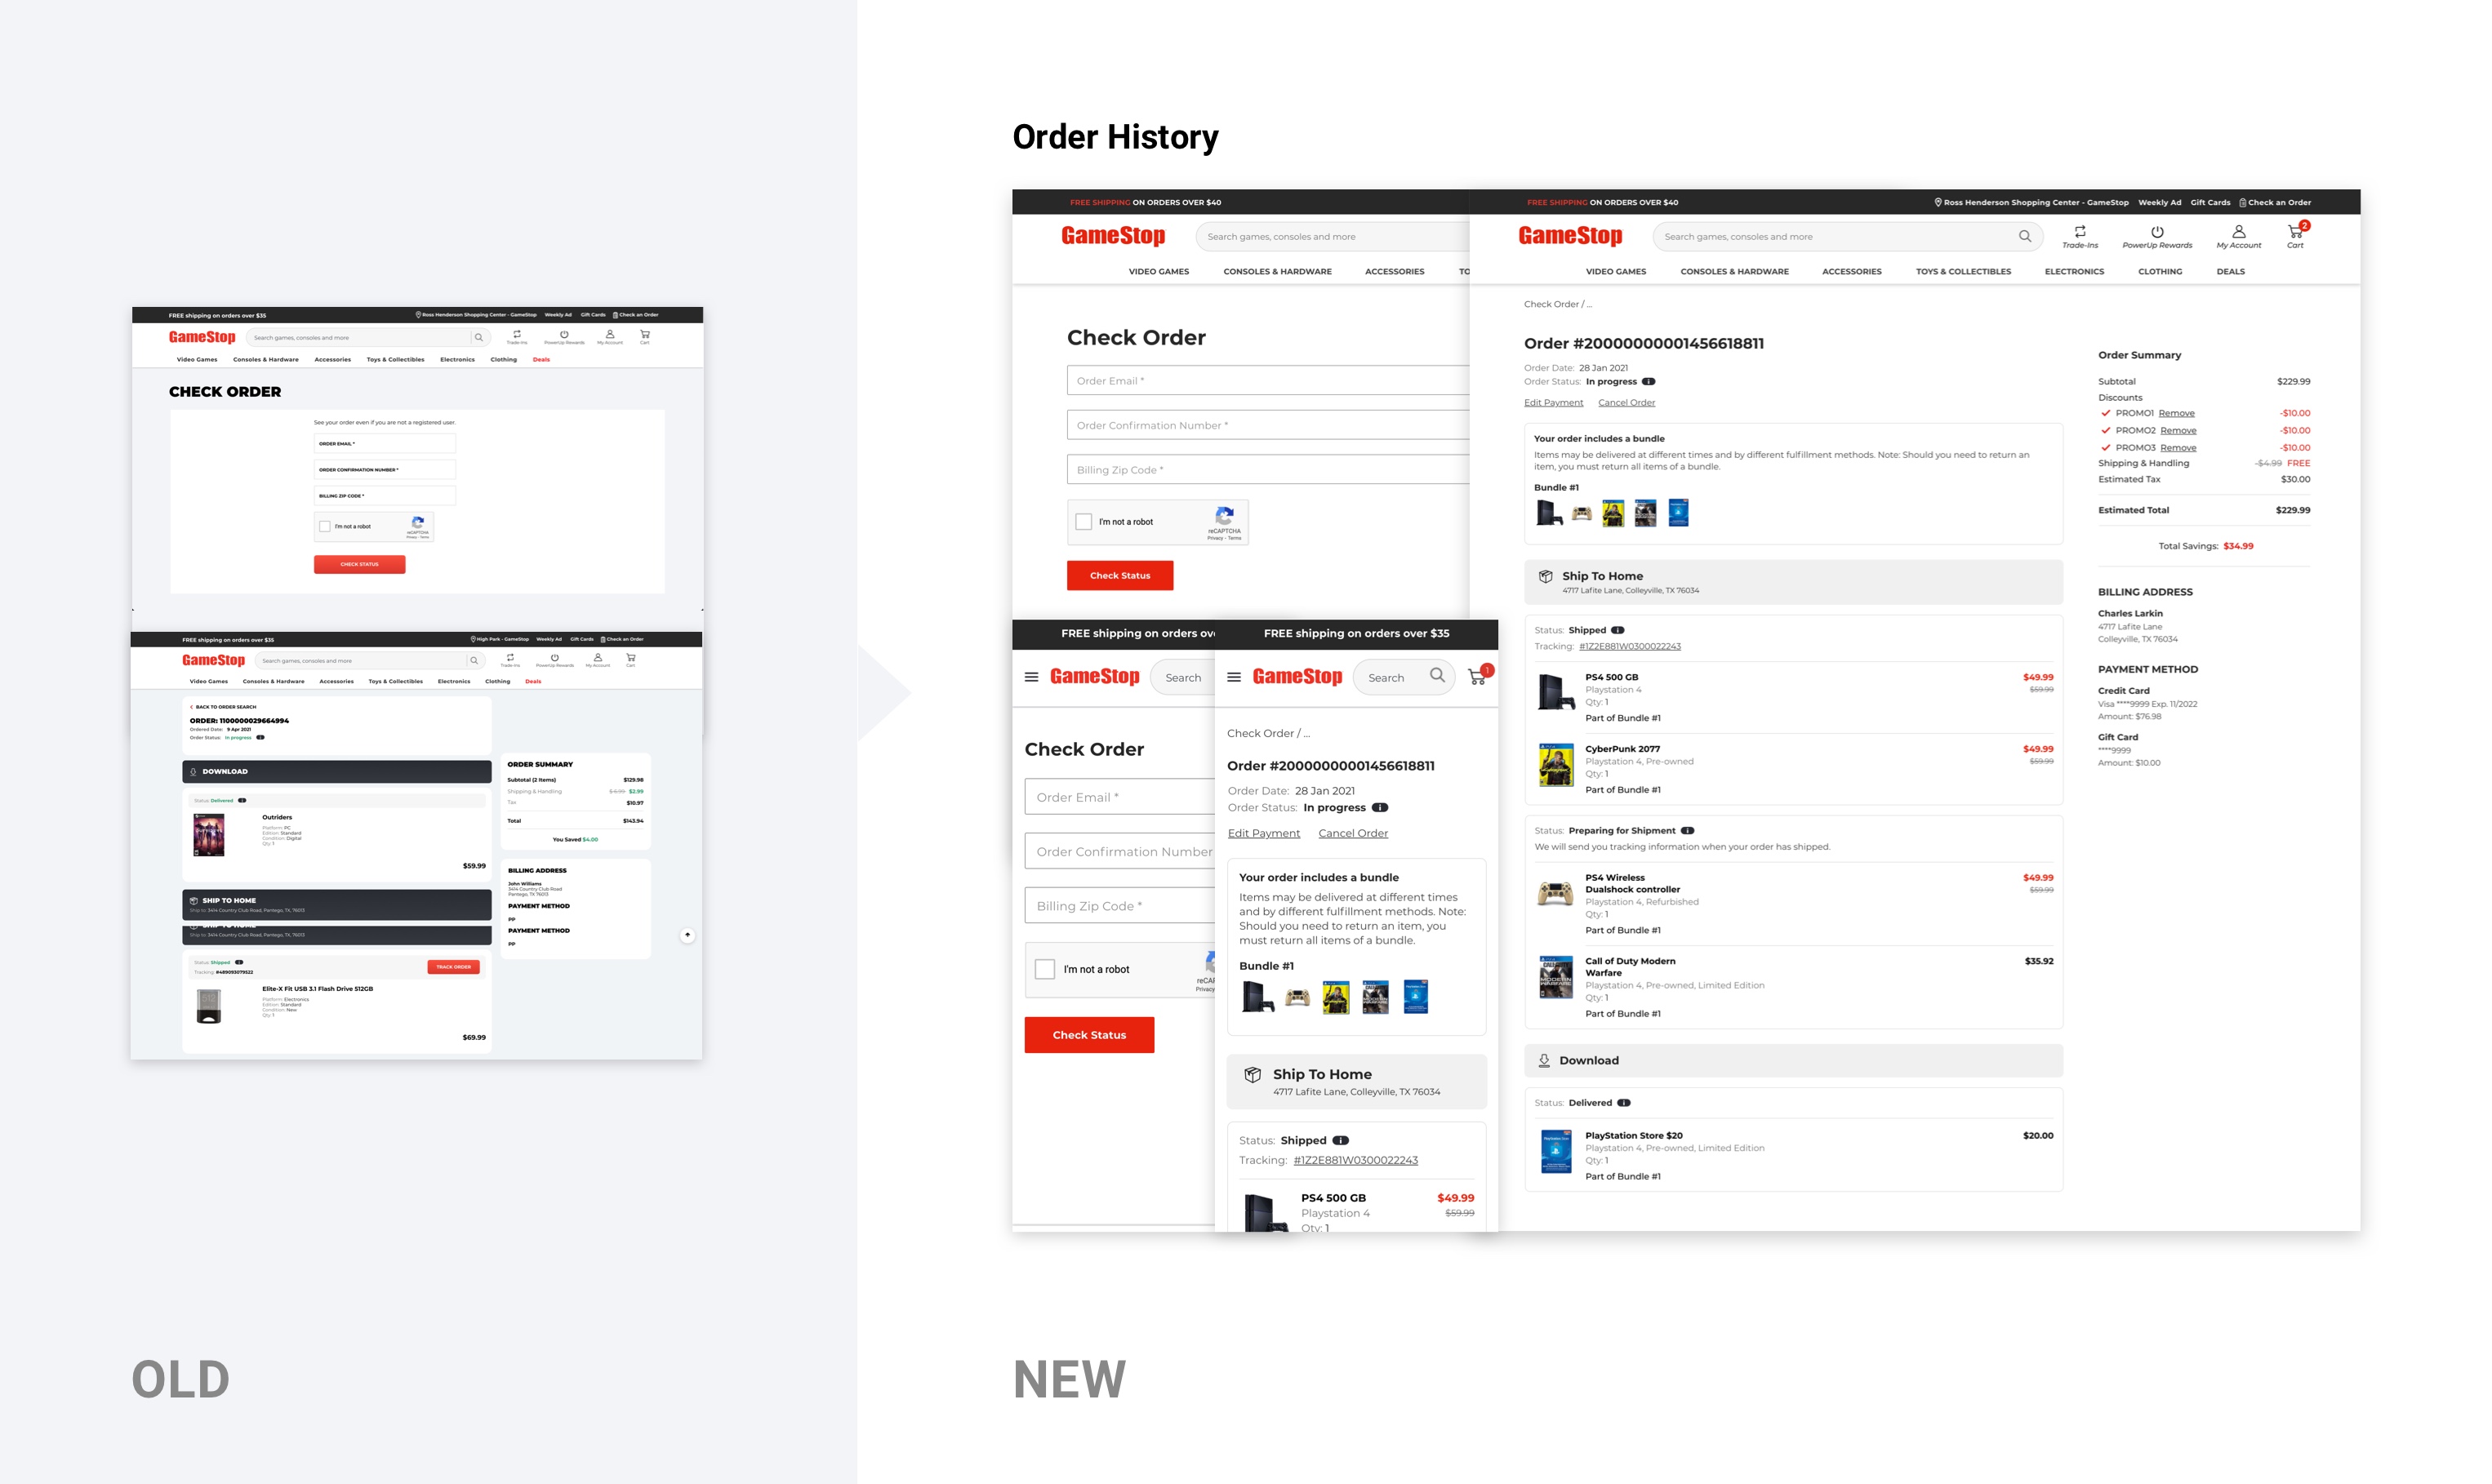 FREE shipping on orders over $35
Ross Henderson Shopping Center - GameStop Weekly Ad Gift Cards Check an Order
GameStop
Search games, consoles and more
Trade-Ins PowerUp Rewards My Account Cart
Video Games Consoles & Hardware Accessories Toys & Collectibles Electronics Clothing Deals
CHECK ORDER
See your order even if you are not a registered user.
ORDER EMAIL *
ORDER CONFIRMATION NUMBER *
BILLING ZIP CODE *
I'm not a robot
reCAPTCHA
Privacy - Terms
CHECK STATUS
FREE shipping on orders over $35
High Park - GameStop Weekly Ad Gift Cards Check an Order
GameStop
Search games, consoles and more
Trade-Ins PowerUp Rewards My Account Cart
Video Games Consoles & Hardware Accessories Toys & Collectibles Electronics Clothing Deals
BACK TO ORDER SEARCH
ORDER: 1100000029664994
Ordered Date: 9 Apr 2021
Order Status: In progress
DOWNLOAD
Status: Delivered
Outriders
Platform: PC
Edition: Standard
Condition: Digital
Qty: 1
$59.99
SHIP TO HOME
Ship to: 3414 Country Club Road, Pantego, TX, 76013
Ship to: 3414 Country Club Road, Pantego, TX, 76013
Status: Shipped
Tracking: #489093079522
TRACK ORDER
Elite-X Fit USB 3.1 Flash Drive 512GB
Platform: Electronics
Edition: Standard
Condition: New
Qty: 1
$69.99
ORDER SUMMARY
Subtotal (2 items) $129.98
Shipping & Handling $6.99 $2.99
Tax $10.97
Total $143.94
You Saved $4.00
BILLING ADDRESS
John Williams
3414 Country Club Road
Pantego, TX 76013
PAYMENT METHOD
PP
PAYMENT METHOD
PP
OLD
Order History
FREE SHIPPING ON ORDERS OVER $40
GameStop
Search games, consoles and more
VIDEO GAMES CONSOLES & HARDWARE ACCESSORIES TO
Check Order
Order Email *
Order Confirmation Number *
Billing Zip Code *
I'm not a robot
reCAPTCHA
Privacy - Terms
Check Status
FREE shipping on orders ov
GameStop
Search
Check Order
Order Email *
Order Confirmation Number
Billing Zip Code *
I'm not a robot
reCAP
Privacy
Check Status
FREE shipping on orders over $35
GameStop
Search
1
Check Order / ...
Order #20000000001456618811
Order Date: 28 Jan 2021
Order Status: In progress
Edit Payment Cancel Order
Your order includes a bundle
Items may be delivered at different times
and by different fulfillment methods. Note:
Should you need to return an item, you
must return all items of a bundle.
Bundle #1
Ship To Home
4717 Lafite Lane, Colleyville, TX 76034
Status: Shipped
Tracking: #1Z2E881W0300022243
PS4 500 GB $49.99
Playstation 4 $59.99
Qty: 1
FREE SHIPPING ON ORDERS OVER $40
Ross Henderson Shopping Center - GameStop Weekly Ad Gift Cards Check an Order
GameStop
Search games, consoles and more
Trade-Ins PowerUp Rewards My Account Cart
2
VIDEO GAMES CONSOLES & HARDWARE ACCESSORIES TOYS & COLLECTIBLES ELECTRONICS CLOTHING DEALS
Check Order / ...
Order #20000000001456618811
Order Date: 28 Jan 2021
Order Status: In progress
Edit Payment Cancel Order
Your order includes a bundle
Items may be delivered at different times and by different fulfillment methods. Note: Should you need to return an
item, you must return all items of a bundle.
Bundle #1
Ship To Home
4717 Lafite Lane, Colleyville, TX 76034
Status: Shipped
Tracking: #1Z2E881W0300022243
PS4 500 GB $49.99
Playstation 4 $59.99
Qty: 1
Part of Bundle #1
CyberPunk 2077 $49.99
Playstation 4, Pre-owned $59.99
Qty: 1
Part of Bundle #1
Status: Preparing for Shipment
We will send you tracking information when your order has shipped.
PS4 Wireless $49.99
Dualshock controller $59.99
Playstation 4, Refurbished
Qty: 1
Part of Bundle #1
Call of Duty Modern $35.92
Warfare
Playstation 4, Pre-owned, Limited Edition
Qty: 1
Part of Bundle #1
Download
Status: Delivered
PlayStation Store $20 $20.00
Playstation 4, Pre-owned, Limited Edition
Qty: 1
Part of Bundle #1
Order Summary
Subtotal $229.99
Discounts
PROMO1 Remove -$10.00
PROMO2 Remove -$10.00
PROMO3 Remove -$10.00
Shipping & Handling -$4.99 FREE
Estimated Tax $30.00
Estimated Total $229.99
Total Savings: $34.99
BILLING ADDRESS
Charles Larkin
4717 Lafite Lane
Colleyville, TX 76034
PAYMENT METHOD
Credit Card
Visa ****9999 Exp. 11/2022
Amount: $76.98
Gift Card
****9999
Amount: $10.00
NEW